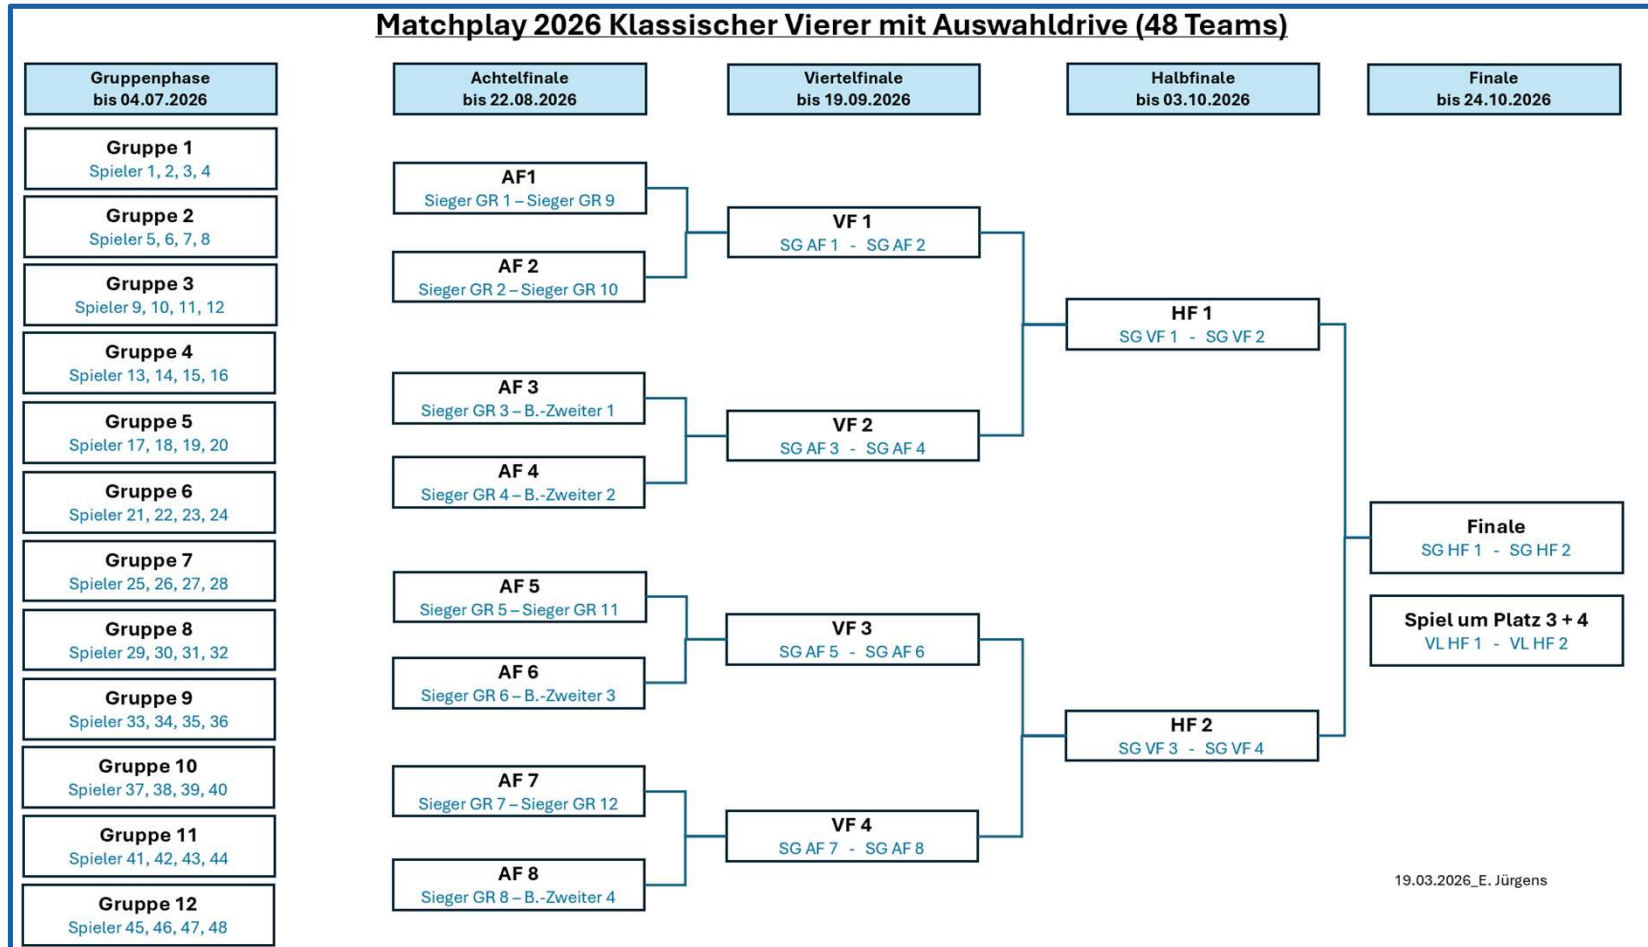 Matchplay 2026 Klassischer Vierer mit Auswahldrive (48 Teams)
Gruppenphase
bis 04.07.2026
Gruppe 1
Spieler 1, 2, 3, 4
Gruppe 2
Spieler 5, 6, 7, 8
Gruppe 3
Spieler 9, 10, 11, 12
Gruppe 4
Spieler 13, 14, 15, 16
Gruppe 5
Spieler 17, 18, 19, 20
Gruppe 6
Spieler 21, 22, 23, 24
Gruppe 7
Spieler 25, 26, 27, 28
Gruppe 8
Spieler 29, 30, 31, 32
Gruppe 9
Spieler 33, 34, 35, 36
Gruppe 10
Spieler 37, 38, 39, 40
Gruppe 11
Spieler 41, 42, 43, 44
Gruppe 12
Spieler 45, 46, 47, 48
Achtelfinale
bis 22.08.2026
AF1
Sieger GR 1 – Sieger GR 9
AF 2
Sieger GR 2 – Sieger GR 10
AF 3
Sieger GR 3 – B.-Zweiter 1
AF 4
Sieger GR 4 – B.-Zweiter 2
AF 5
Sieger GR 5 – Sieger GR 11
AF 6
Sieger GR 6 – B.-Zweiter 3
AF 7
Sieger GR 7 – Sieger GR 12
AF 8
Sieger GR 8 – B.-Zweiter 4
Viertelfinale
bis 19.09.2026
VF 1
SG AF 1 - SG AF 2
VF 2
SG AF 3 - SG AF 4
VF 3
SG AF 5 - SG AF 6
VF 4
SG AF 7 - SG AF 8
Halbfinale
bis 03.10.2026
HF 1
SG VF 1 - SG VF 2
HF 2
SG VF 3 - SG VF 4
Finale
bis 24.10.2026
Finale
SG HF 1 - SG HF 2
Spiel um Platz 3 + 4
VL HF 1 - VL HF 2
19.03.2026_E. Jürgens